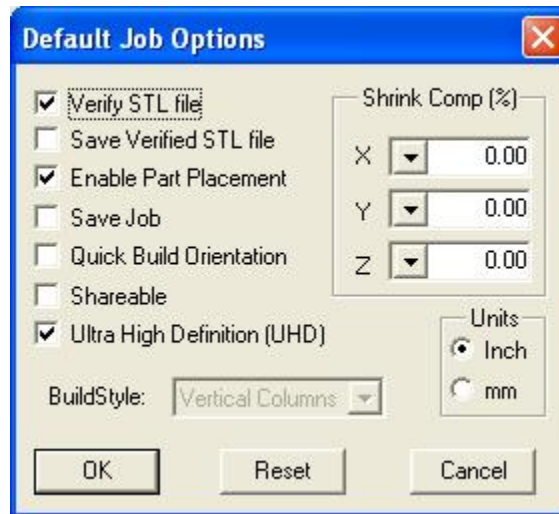 Default Job Options
Verify STL file
Save Verified STL file
Enable Part Placement
Save Job
Quick Build Orientation
Shareable
Ultra High Definition (UHD)
Shrink Comp (%)
X 0.00
Y 0.00
Z 0.00
Units
Inch
mm
BuildStyle: Vertical Columns
OK Reset Cancel